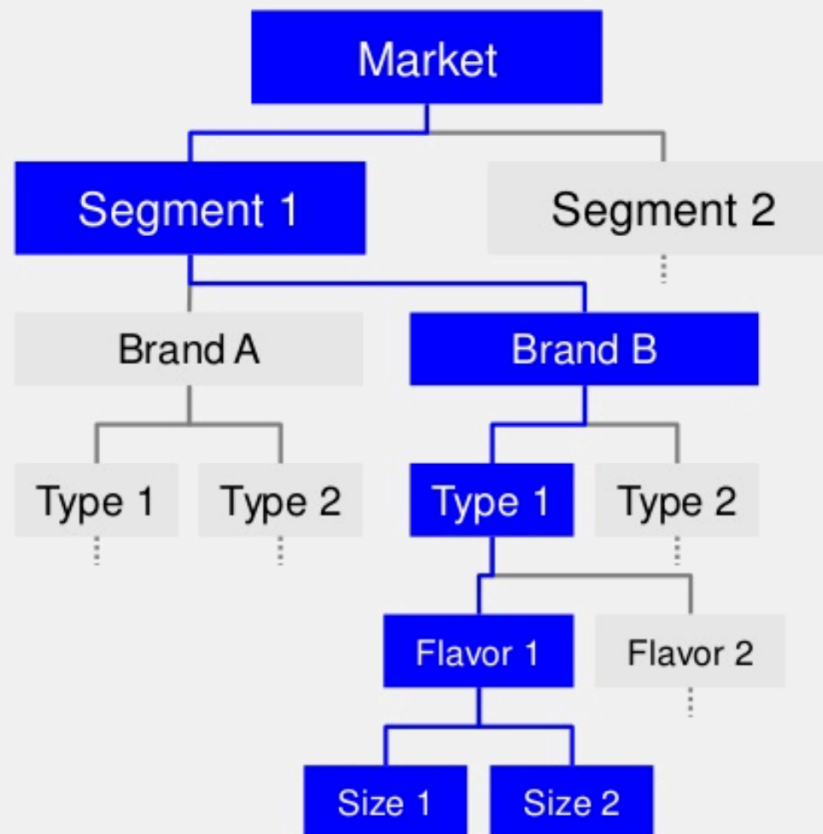 Market
Segment 1
Segment 2
Brand A
Brand B
Type 1
Type 2
Type 1
Type 2
Flavor 1
Flavor 2
Size 1
Size 2